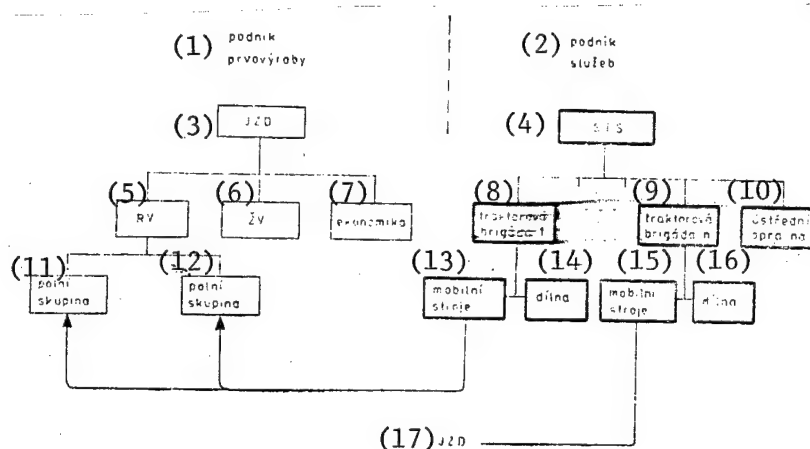 (1) podnik
prvovýroby
(2) podnik
služeb
(3) JZD
(4) STS
(5) RV
(6) ŽV
(7) ekonomika
(8) traktorová
brigáda 1
(9) traktorová
brigáda n
(10) ústřední
(11) polní
skupina
(12) polní
skupina
(13) mobilní
stroje
(14) dílna
(15) mobilní
stroje
(16) dílna
(17) JZD